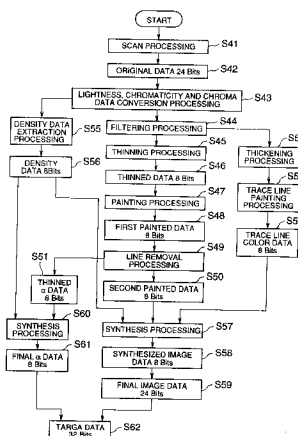 START
SCAN PROCESSING
S41
ORIGINAL DATA 24 Bits
S42
LIGHTNESS, CHROMATICITY AND CHROMA
DATA CONVERSION PROCESSING
S43
DENSITY DATA
EXTRACTION
PROCESSING
S55
FILTERING PROCESSING
S44
THINNING PROCESSING
S45
THICKENING
PROCESSING
DENSITY
DATA 8Bits
S56
THINNED DATA 8 Bits
S46
TRACE LINE
PAINTING
PROCESSING
PAINTING PROCESSING
S47
FIRST PAINTED DATA
8 Bits
S48
TRACE LINE
COLOR DATA
8 Bits
LINE REMOVAL
PROCESSING
S49
S51
THINNED
α DATA
8 Bits
SECOND PAINTED DATA
8 Bits
S50
SYNTHESIS
PROCESSING
S60
SYNTHESIS PROCESSING
S57
FINAL α DATA
8 Bits
S61
SYNTHESIZED IMAGE DATA
8 Bits
S58
FINAL IMAGE DATA
24 Bits
S59
TARGA DATA
32 Bits
S62